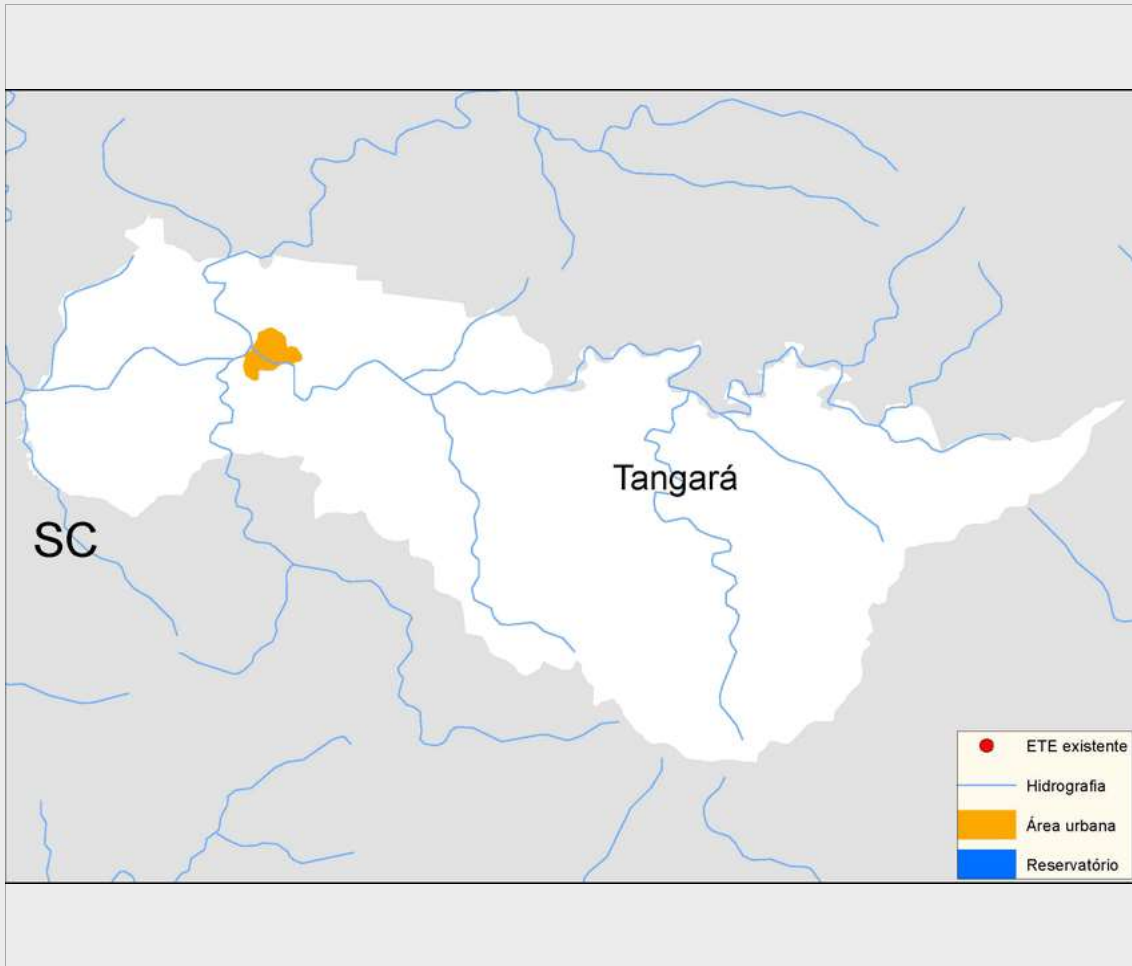 Tangará
SC
ETE existente
Hidrografia
Área urbana
Reservatório